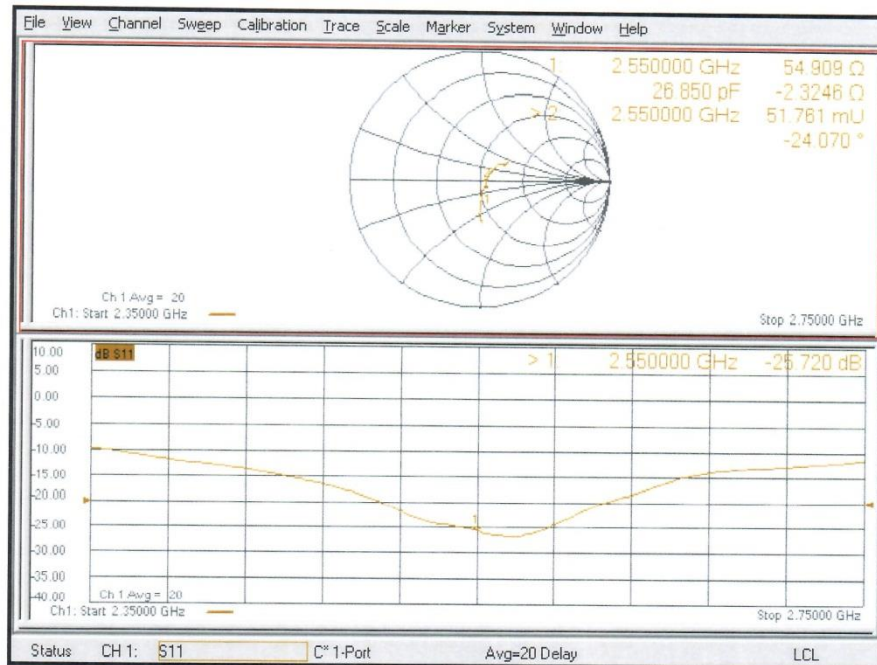 File View Channel Sweep Calibration Trace Scale Marker System Window Help
1: 2.550000 GHz 54.909 Ω
26.850 pF -2.3246 Ω
> 2: 2.550000 GHz 51.761 mU
-24.070 °
1
Ch 1 Avg = 20
Ch1: Start 2.35000 GHz Stop 2.75000 GHz
10.00 dB S11 > 1: 2.550000 GHz -25.720 dB
5.00
0.00
-5.00
-10.00
-15.00
-20.00
-25.00 1
-30.00
-35.00
-40.00 Ch 1 Avg = 20
Ch1: Start 2.35000 GHz Stop 2.75000 GHz
Status CH 1: S11 C* 1-Port Avg=20 Delay LCL